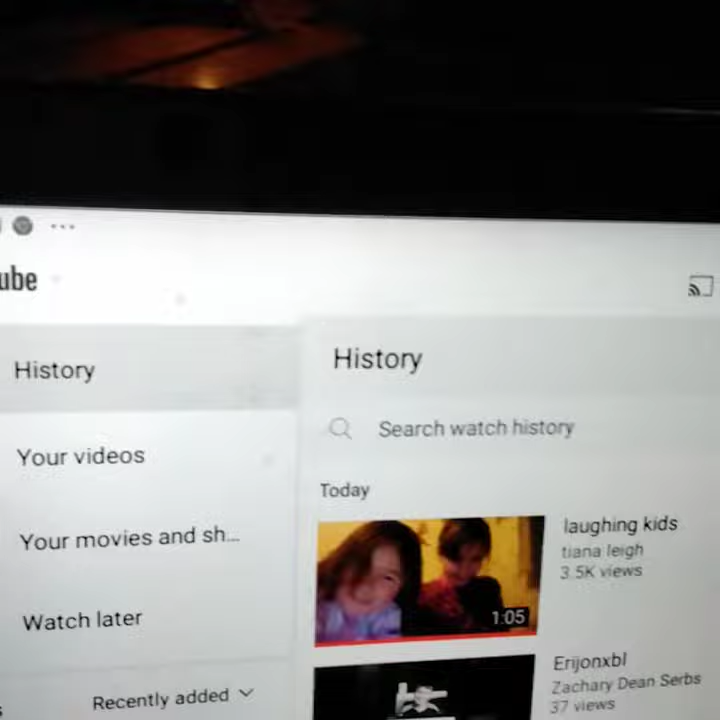 ube
History
Your videos
Your movies and sh...
Watch later
Recently added
History
Search watch history
Today
1:05
laughing kids
tiana leigh
3.5K views
Erijonxbl
Zachary Dean Serbs
37 views